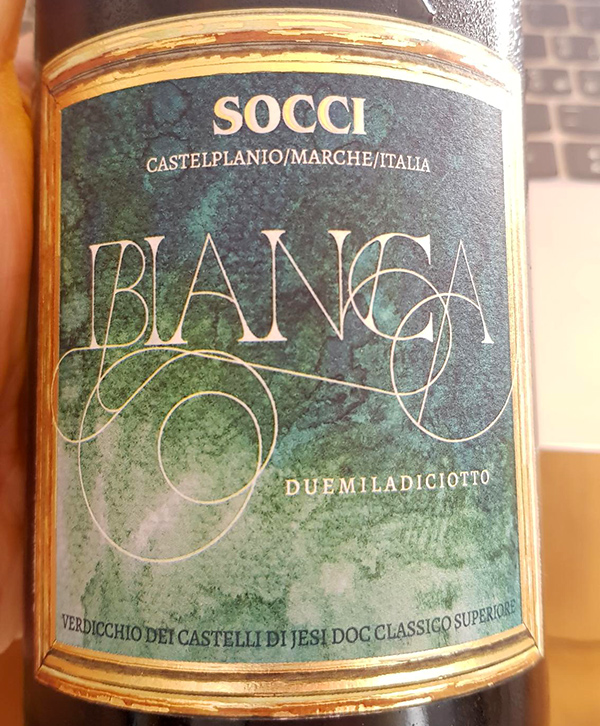 SOCCI
CASTELPLANIO/MARCHE/ITALIA
BIANCA
DUEMILADICIOTTO
VERDICCHIO DEI CASTELLI DI JESI DOC CLASSICO SUPERIORE